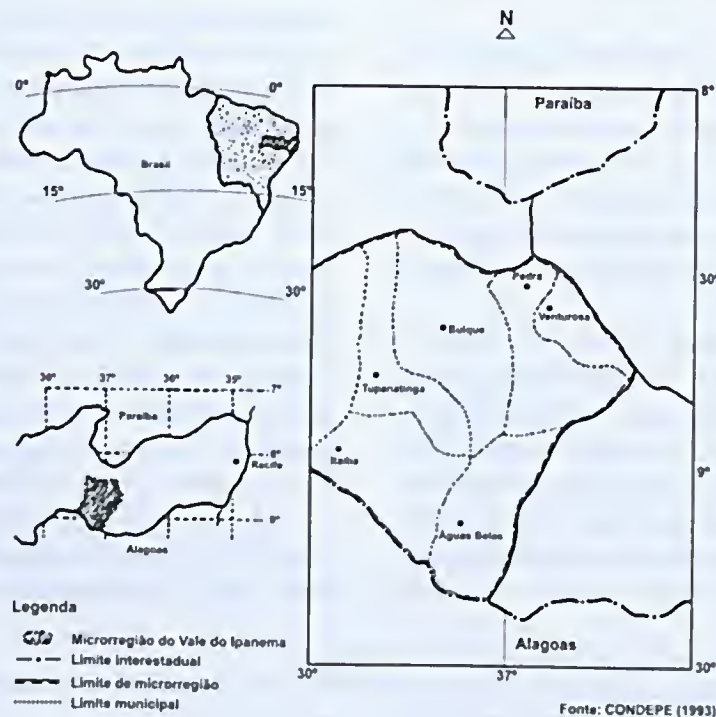 N
0°
0°
Brasil
15°
15°
30°
30°
8°
Paraíba
30°
Pedra
Venturosa
Buíque
Tupanatinga
Itaíba
9°
Águas Belas
Alagoas
30°
37°
30°
37°
36°
35°
7°
Paraíba
8°
Recife
9°
Alagoas
Legenda
Microrregião do Vale do Ipanema
Limite interestadual
Limite de microrregião
Limite municipal
Fonte: CONDEPE (1993)